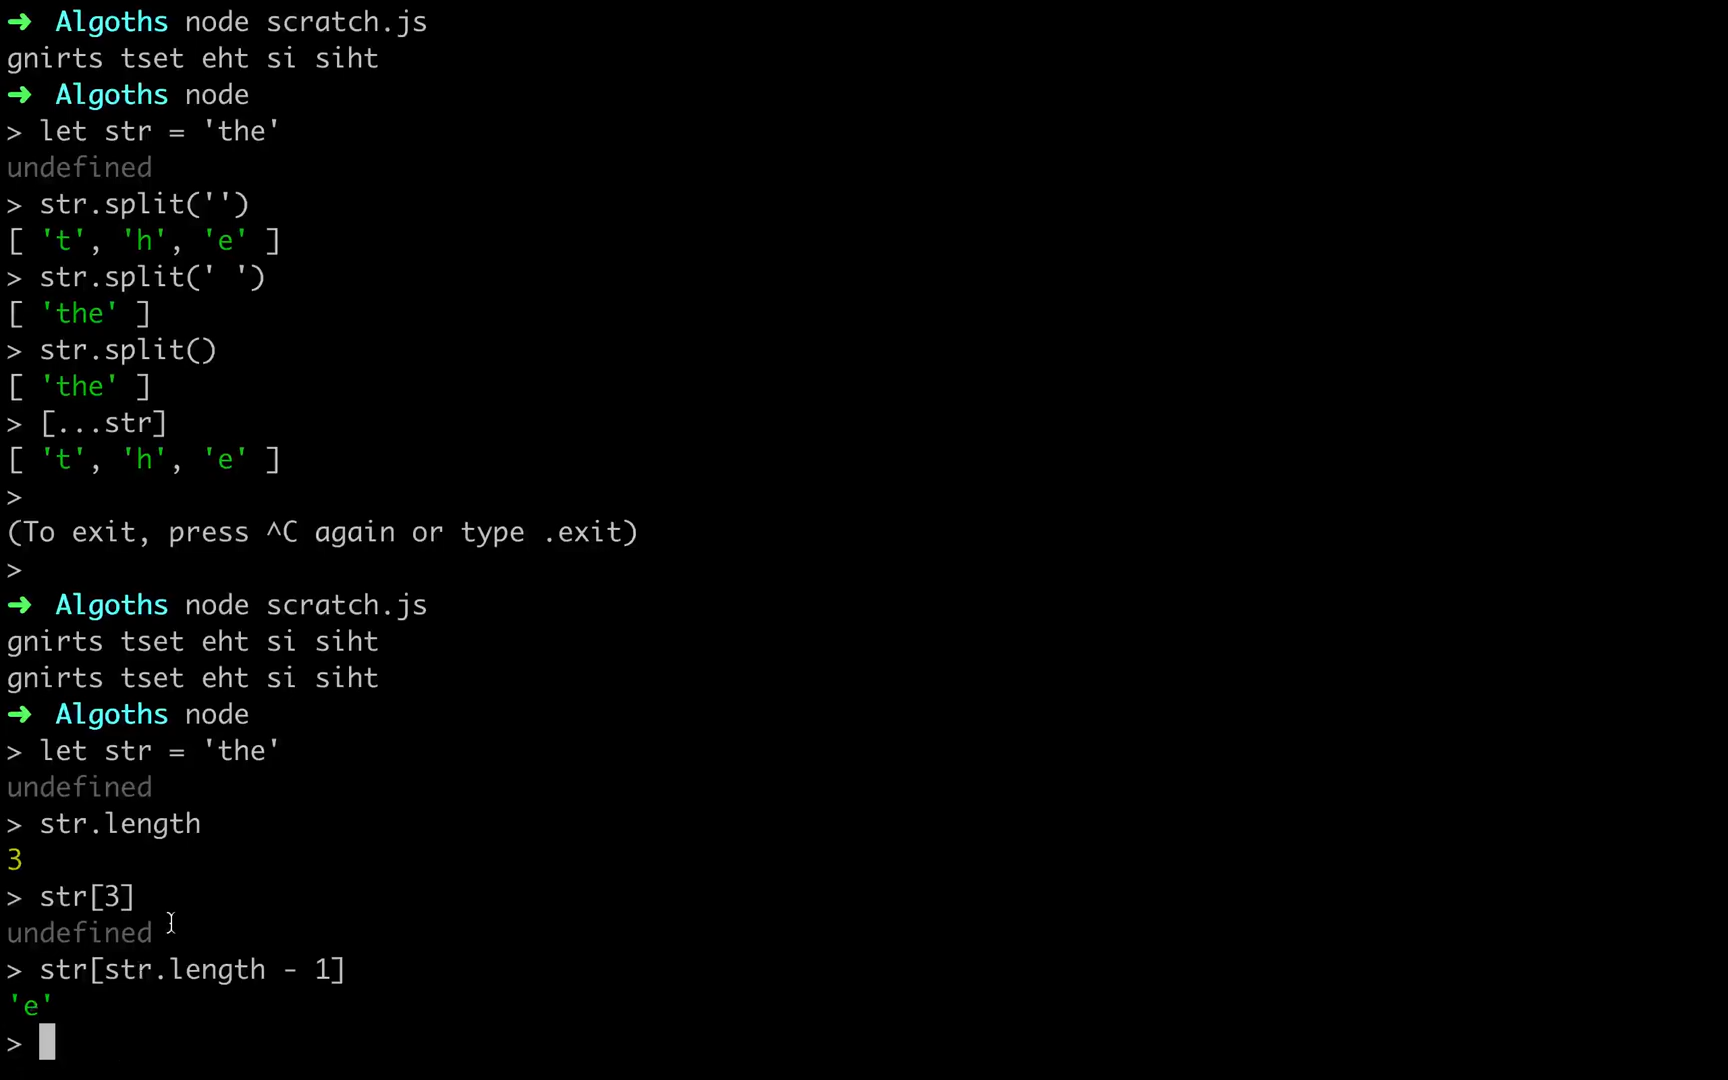 ➜ Algoths node scratch.js
gnirts tset eht si siht
➜ Algoths node
> let str = 'the'
undefined
> str.split('')
[ 't', 'h', 'e' ]
> str.split(' ')
[ 'the' ]
> str.split()
[ 'the' ]
> [...str]
[ 't', 'h', 'e' ]
>
(To exit, press ^C again or type .exit)
>
➜ Algoths node scratch.js
gnirts tset eht si siht
gnirts tset eht si siht
➜ Algoths node
> let str = 'the'
undefined
> str.length
3
> str[3]
undefined
> str[str.length - 1]
'e'
>